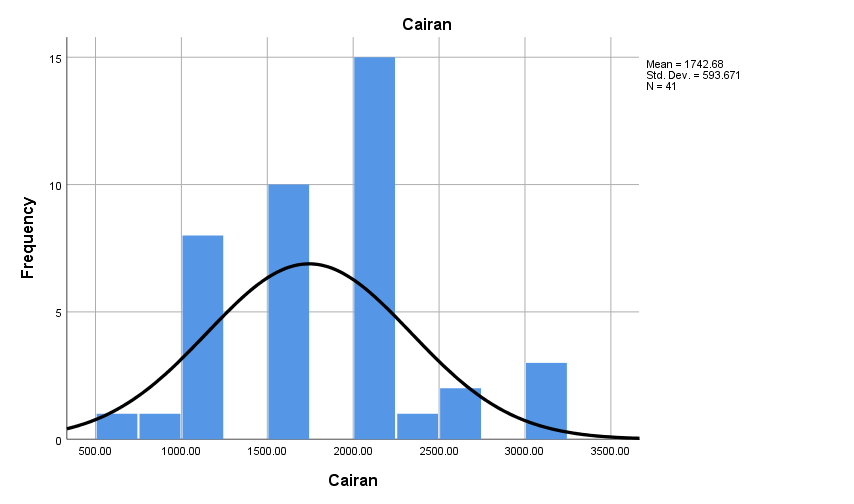 Cairan
Mean = 1742.68
Std. Dev. = 593.671
N = 41
15
10
5
0
Frequency
500.00 1000.00 1500.00 2000.00 2500.00 3000.00 3500.00
Cairan